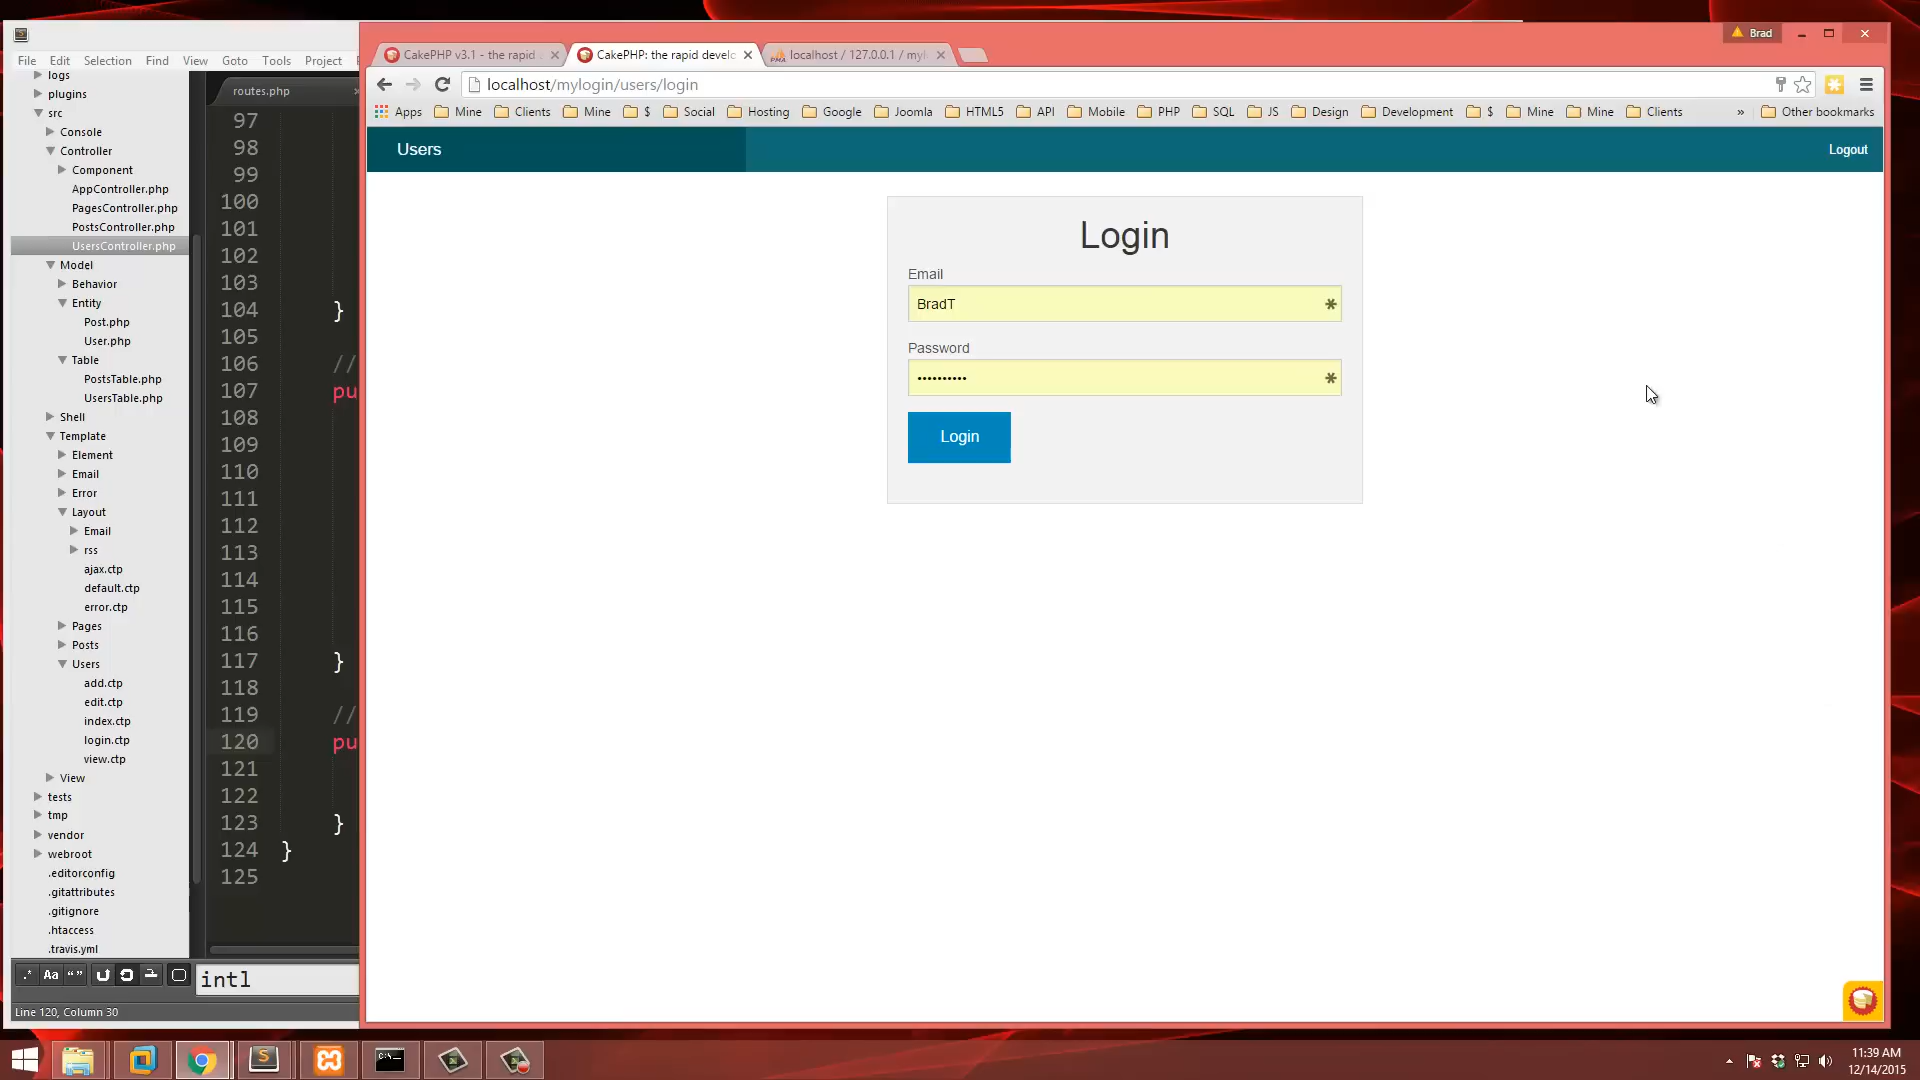 Brad
CakePHP v3.1 - the rapid
CakePHP: the rapid develo
localhost / 127.0.0.1 / myl
localhost/mylogin/users/login
Apps Mine Clients Mine $ Social Hosting Google Joomla HTML5 API Mobile PHP SQL JS Design Development $ Mine Mine Clients » Other bookmarks
Users
Logout
Login
Email
BradT
Password
••••••••••
Login
File Edit Selection Find View Goto Tools Project
routes.php
logs
plugins
src
Console
Controller
Component
AppController.php
PagesController.php
PostsController.php
UsersController.php
Model
Behavior
Entity
Post.php
User.php
Table
PostsTable.php
UsersTable.php
Shell
Template
Element
Email
Error
Layout
Email
rss
ajax.ctp
default.ctp
error.ctp
Pages
Posts
Users
add.ctp
edit.ctp
index.ctp
login.ctp
view.ctp
View
tests
tmp
vendor
webroot
.editorconfig
.gitattributes
.gitignore
.htaccess
.travis.yml
97
98
99
100
101
102
103
104 }
105
106 //
107 pu
108
109
110
111
112
113
114
115
116
117 }
118
119 //
120 pu
121
122
123 }
124 }
125
.* Aa “”
intl
Line 120, Column 30
11:39 AM
12/14/2015